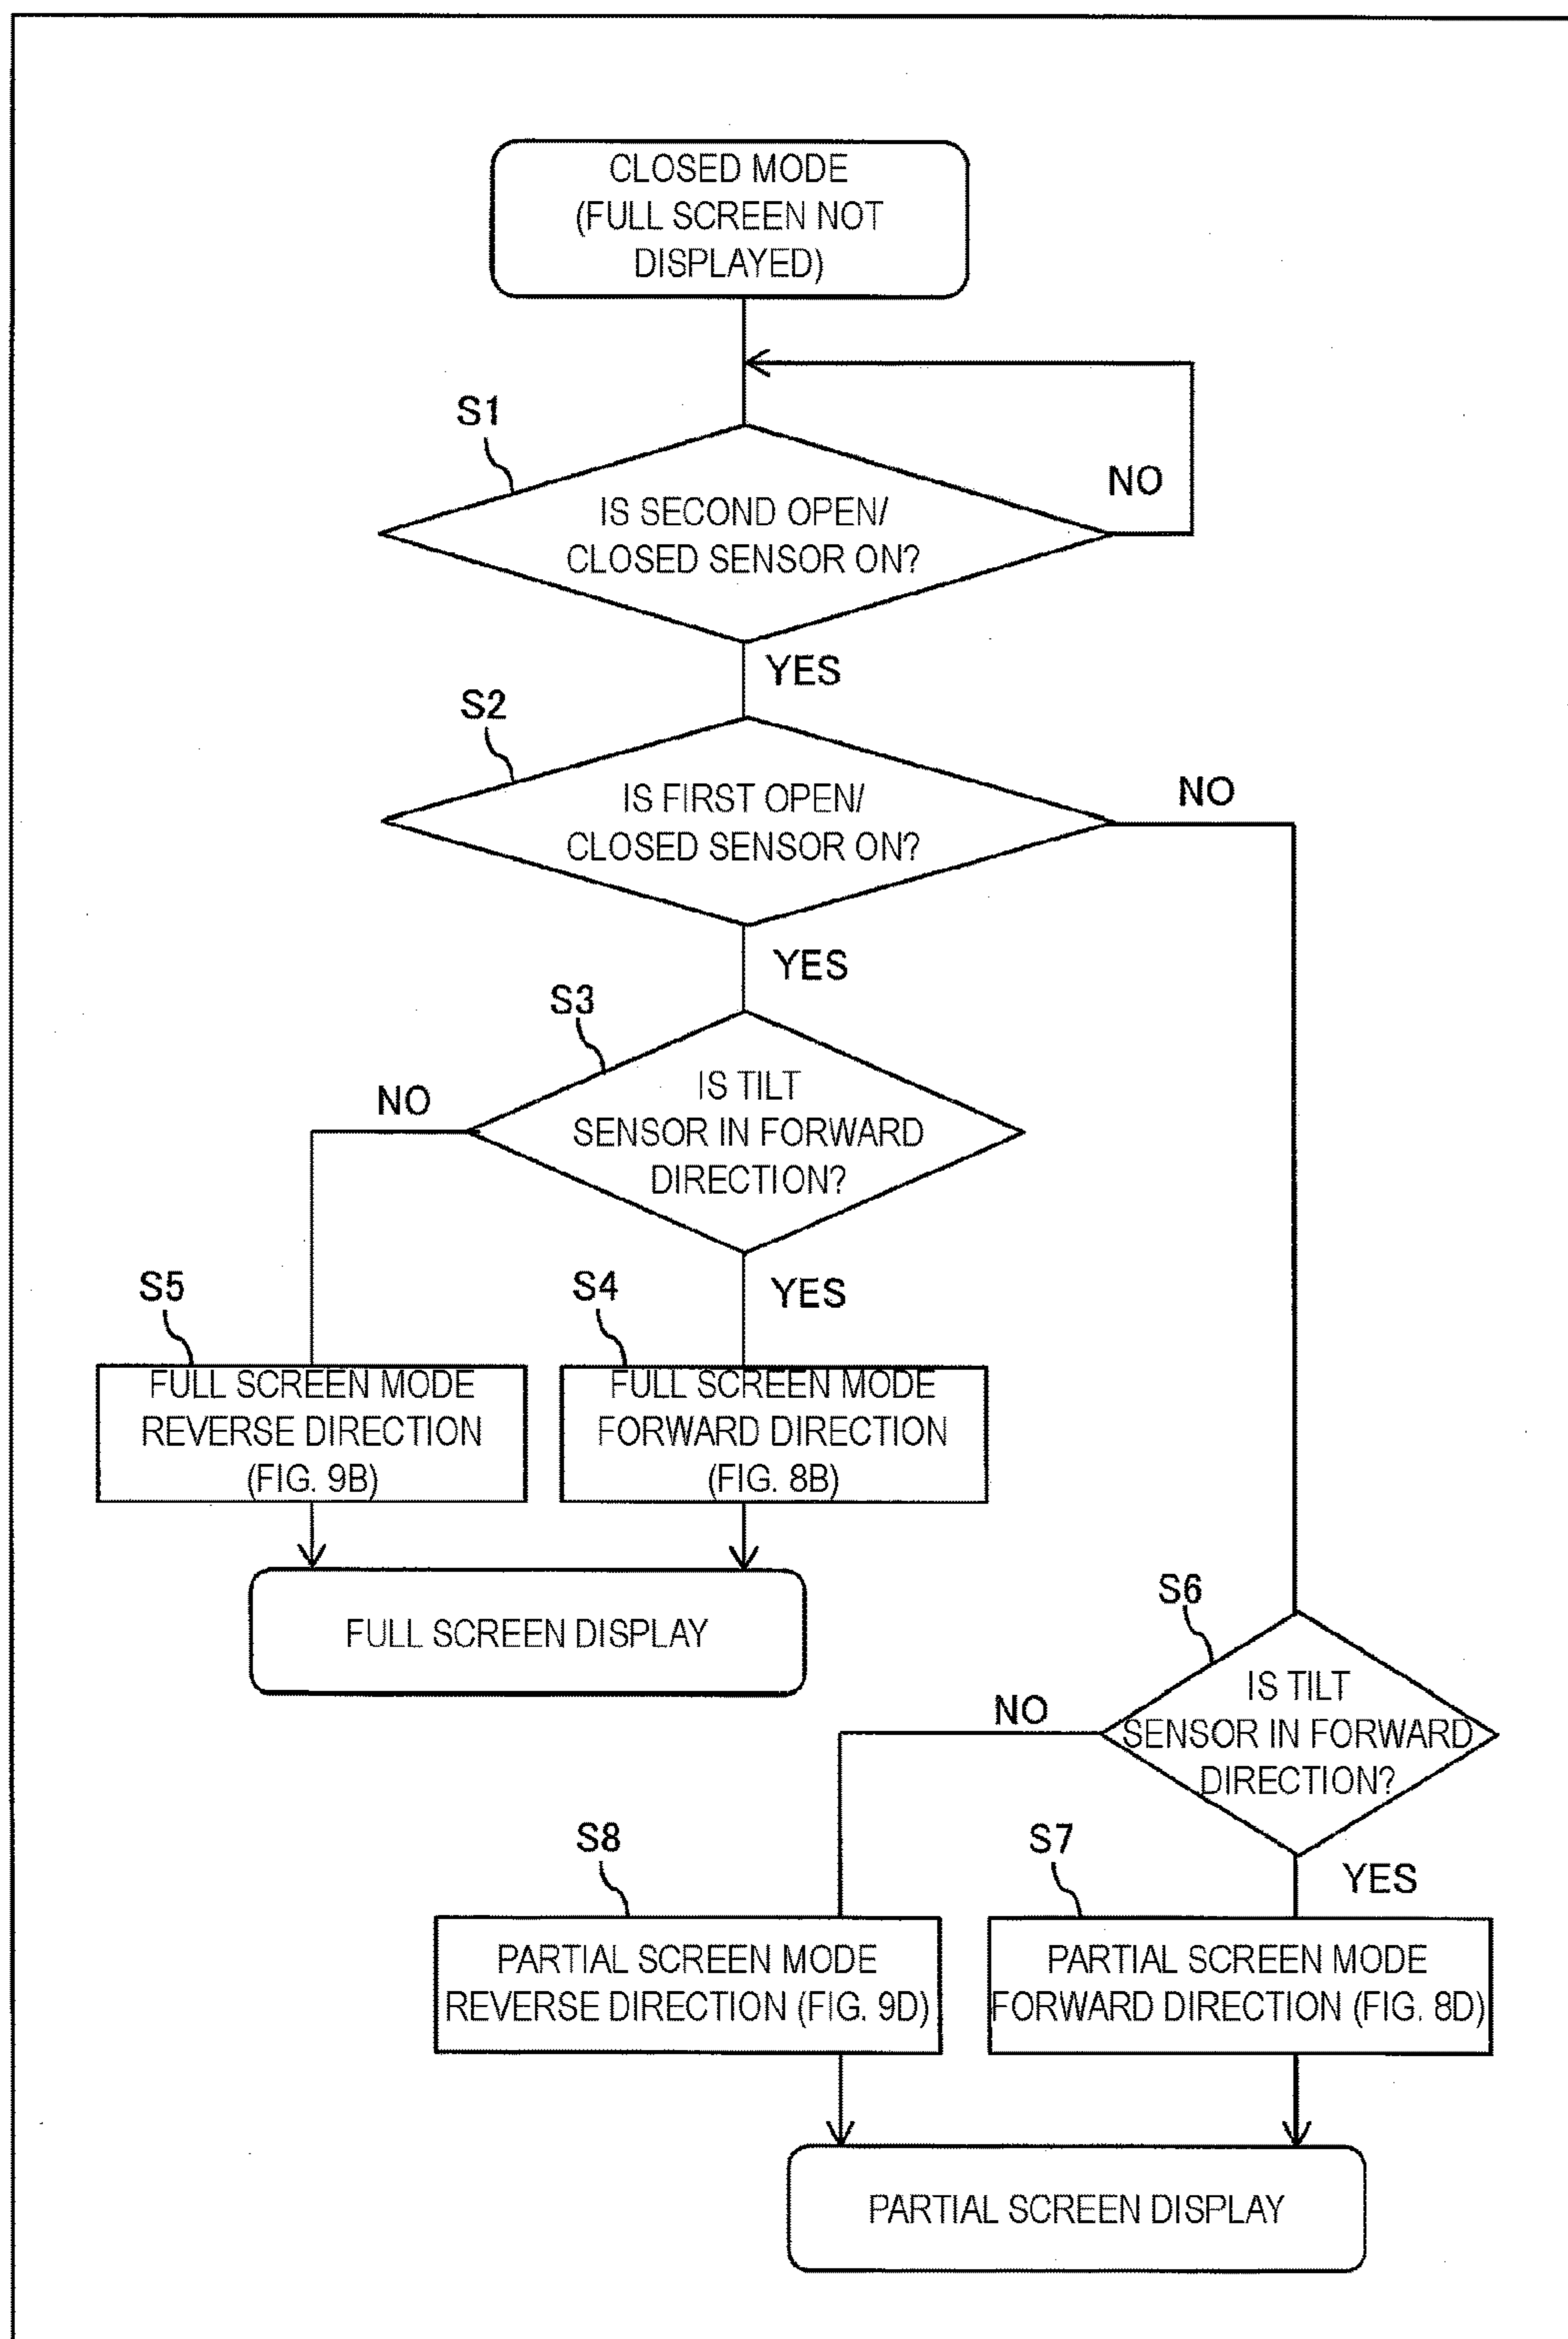 CLOSED MODE
(FULL SCREEN NOT
DISPLAYED)
S1
NO
IS SECOND OPEN/
CLOSED SENSOR ON?
YES
S2
NO
IS FIRST OPEN/
CLOSED SENSOR ON?
YES
S3
NO
IS TILT
SENSOR IN FORWARD
DIRECTION?
YES
S5
FULL SCREEN MODE
REVERSE DIRECTION
(FIG. 9B)
S4
FULL SCREEN MODE
FORWARD DIRECTION
(FIG. 8B)
FULL SCREEN DISPLAY
S6
NO
IS TILT
SENSOR IN FORWARD
DIRECTION?
YES
S8
PARTIAL SCREEN MODE
REVERSE DIRECTION (FIG. 9D)
S7
PARTIAL SCREEN MODE
FORWARD DIRECTION (FIG. 8D)
PARTIAL SCREEN DISPLAY